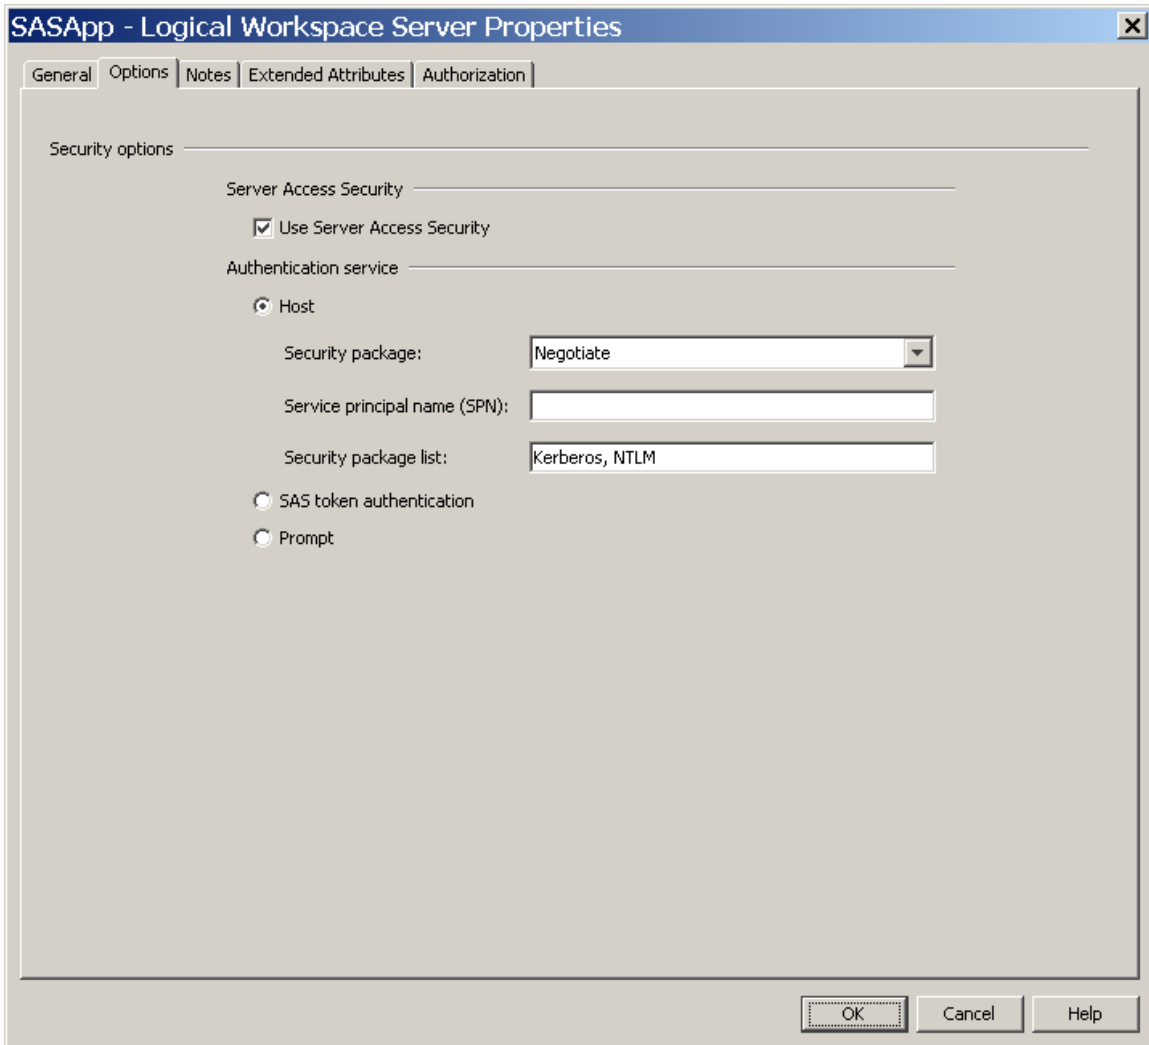 SASApp - Logical Workspace Server Properties
General Options Notes Extended Attributes Authorization
Security options
Server Access Security
Use Server Access Security
Authentication service
Host
Security package: Negotiate
Service principal name (SPN):
Security package list: Kerberos, NTLM
SAS token authentication
Prompt
OK Cancel Help